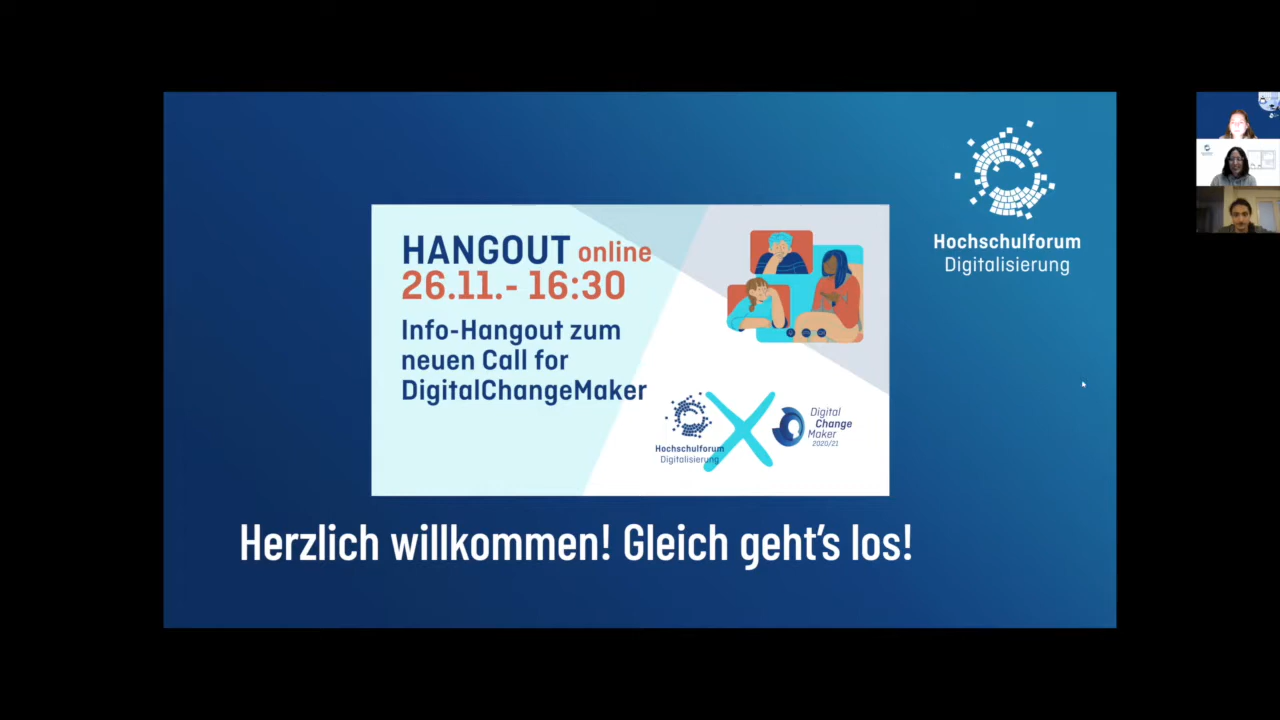 HANGOUT online
26.11.- 16:30
Info-Hangout zum
neuen Call for
DigitalChangeMaker
Hochschulforum
Digitalisierung
Digital
Change
Maker
2020/21
Hochschulforum
Digitalisierung
Herzlich willkommen! Gleich geht's los!